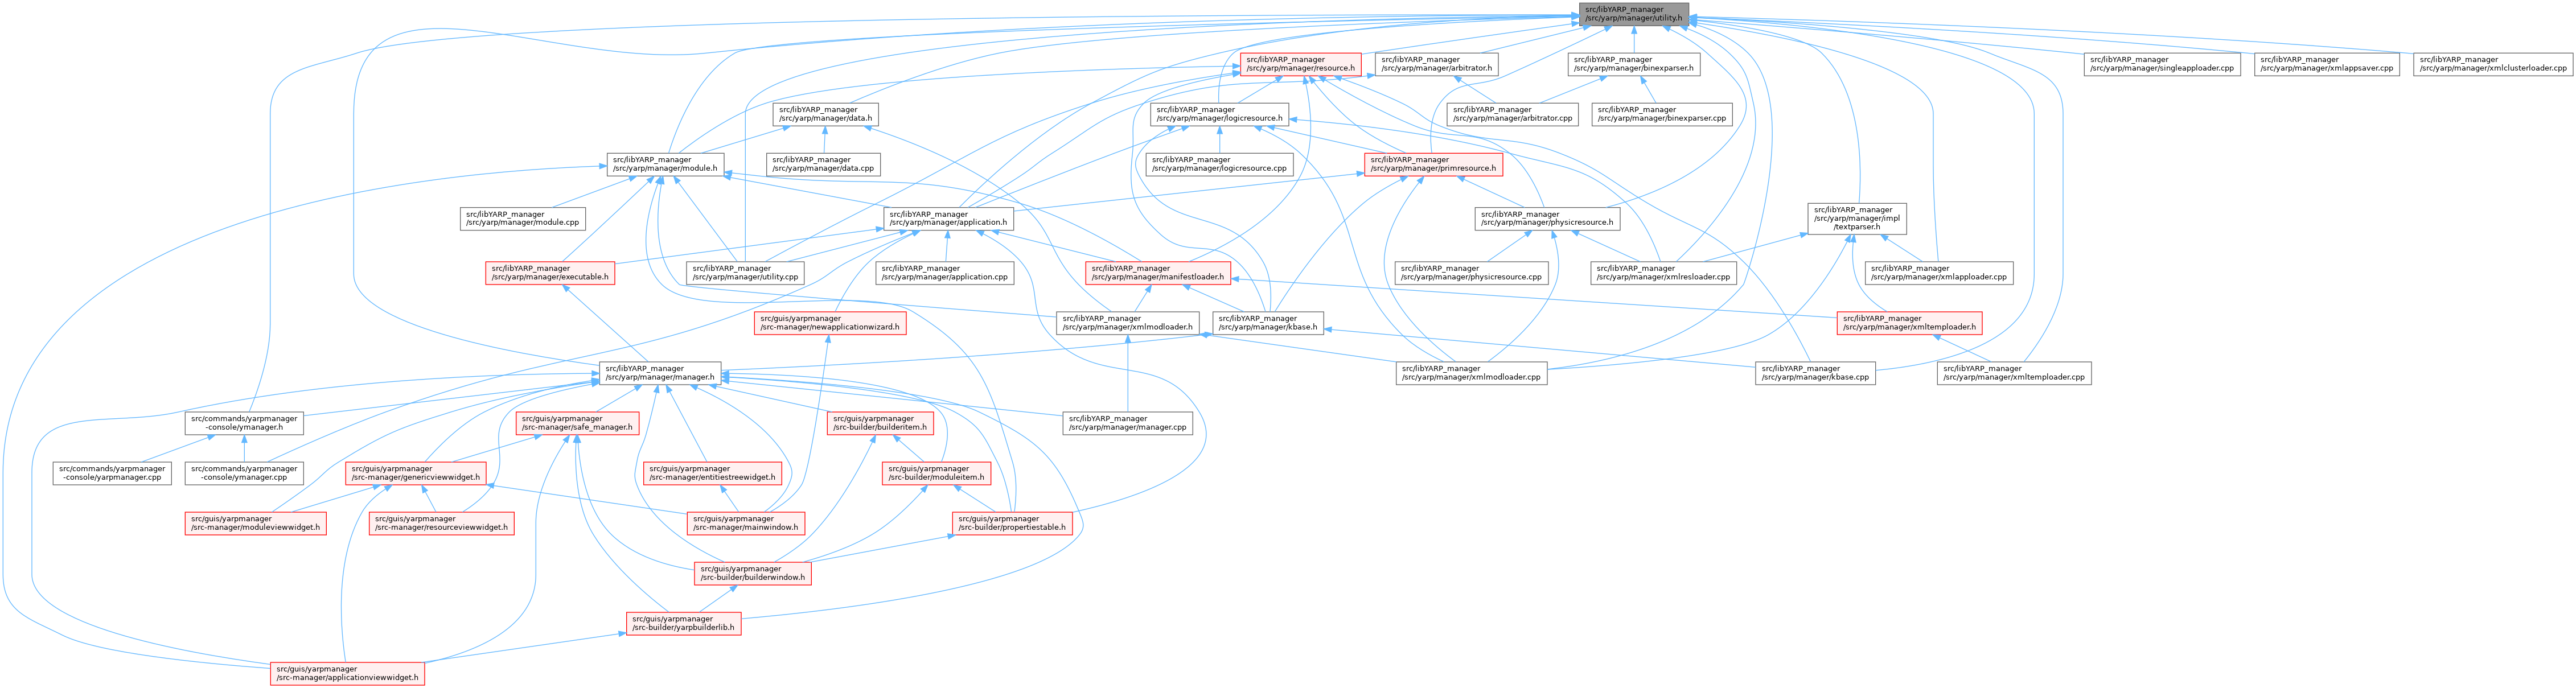 src/libYARP_manager
/src/yarp/manager/utility.h
src/libYARP_manager
/src/yarp/manager/resource.h
src/libYARP_manager
/src/yarp/manager/arbitrator.h
src/libYARP_manager
/src/yarp/manager/binexparser.h
src/libYARP_manager
/src/yarp/manager/singleapploader.cpp
src/libYARP_manager
/src/yarp/manager/xmlappsaver.cpp
src/libYARP_manager
/src/yarp/manager/xmlclusterloader.cpp
src/libYARP_manager
/src/yarp/manager/data.h
src/libYARP_manager
/src/yarp/manager/logicresource.h
src/libYARP_manager
/src/yarp/manager/arbitrator.cpp
src/libYARP_manager
/src/yarp/manager/binexparser.cpp
src/libYARP_manager
/src/yarp/manager/module.h
src/libYARP_manager
/src/yarp/manager/data.cpp
src/libYARP_manager
/src/yarp/manager/logicresource.cpp
src/libYARP_manager
/src/yarp/manager/primresource.h
src/libYARP_manager
/src/yarp/manager/module.cpp
src/libYARP_manager
/src/yarp/manager/application.h
src/libYARP_manager
/src/yarp/manager/physicresource.h
src/libYARP_manager
/src/yarp/manager/impl
/textparser.h
src/libYARP_manager
/src/yarp/manager/executable.h
src/libYARP_manager
/src/yarp/manager/utility.cpp
src/libYARP_manager
/src/yarp/manager/application.cpp
src/libYARP_manager
/src/yarp/manager/manifestloader.h
src/libYARP_manager
/src/yarp/manager/physicresource.cpp
src/libYARP_manager
/src/yarp/manager/xmlresloader.cpp
src/libYARP_manager
/src/yarp/manager/xmlapploader.cpp
src/guis/yarpmanager
/src-manager/newapplicationwizard.h
src/libYARP_manager
/src/yarp/manager/xmlmodloader.h
src/libYARP_manager
/src/yarp/manager/kbase.h
src/libYARP_manager
/src/yarp/manager/xmltemploader.h
src/libYARP_manager
/src/yarp/manager/manager.h
src/libYARP_manager
/src/yarp/manager/xmlmodloader.cpp
src/libYARP_manager
/src/yarp/manager/kbase.cpp
src/libYARP_manager
/src/yarp/manager/xmltemploader.cpp
src/commands/yarpmanager
-console/ymanager.h
src/guis/yarpmanager
/src-manager/safe_manager.h
src/guis/yarpmanager
/src-builder/builderitem.h
src/libYARP_manager
/src/yarp/manager/manager.cpp
src/commands/yarpmanager
-console/yarpmanager.cpp
src/commands/yarpmanager
-console/ymanager.cpp
src/guis/yarpmanager
/src-manager/genericviewwidget.h
src/guis/yarpmanager
/src-manager/entitiestreewidget.h
src/guis/yarpmanager
/src-builder/moduleitem.h
src/guis/yarpmanager
/src-manager/moduleviewwidget.h
src/guis/yarpmanager
/src-manager/resourceviewwidget.h
src/guis/yarpmanager
/src-manager/mainwindow.h
src/guis/yarpmanager
/src-builder/propertiestable.h
src/guis/yarpmanager
/src-builder/builderwindow.h
src/guis/yarpmanager
/src-builder/yarpbuilderlib.h
src/guis/yarpmanager
/src-manager/applicationviewwidget.h